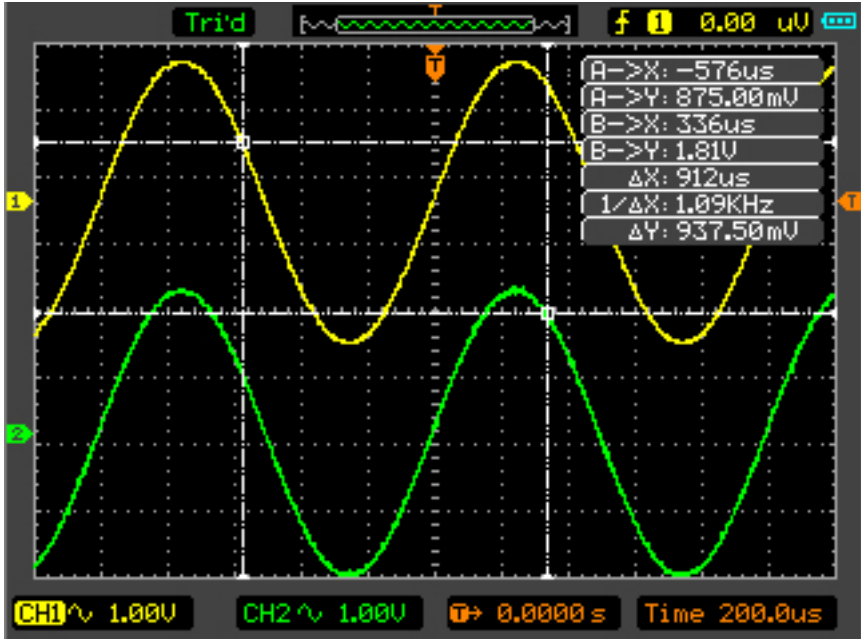 Tri'd T 1 0.00 uV
T
A->X: -576us
A->Y: 875.00mV
B->X: 336us
B->Y: 1.81V
ΔX: 912us
1 T 1/ΔX: 1.09KHz
ΔY: 937.50mV
2
CH1 1.00V CH2 1.00V T 0.0000s Time 200.0us